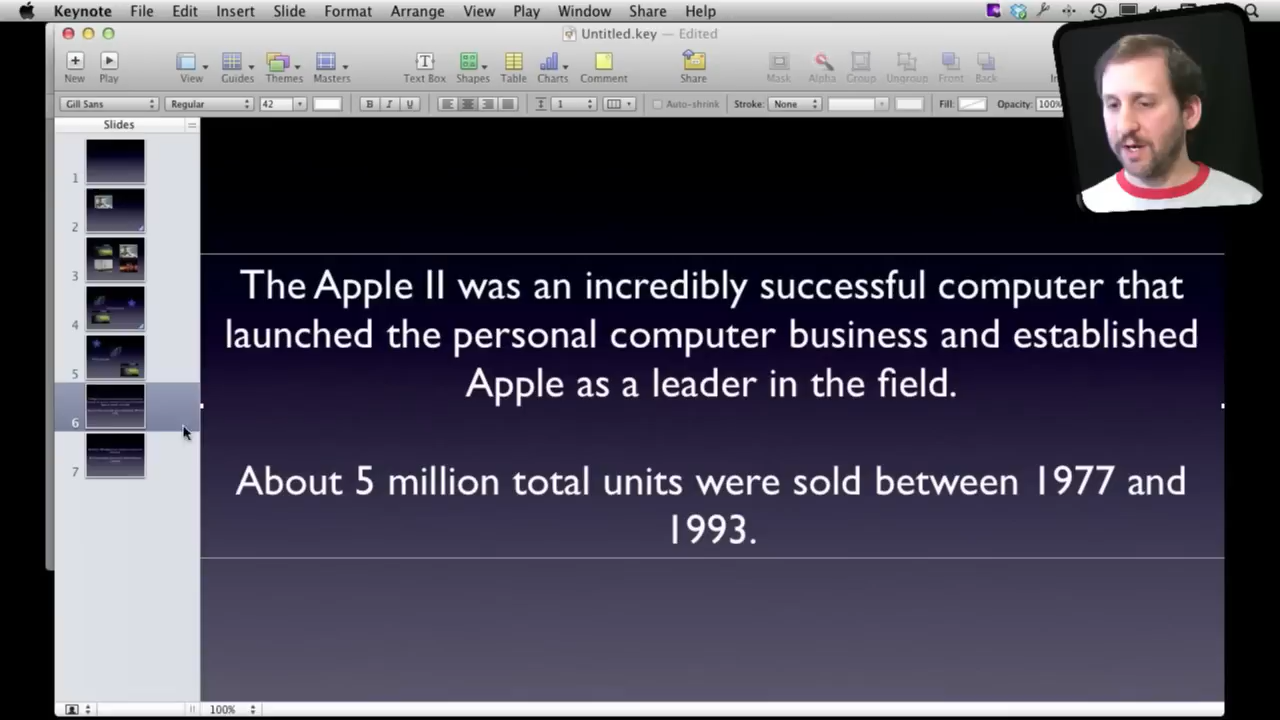 Keynote File Edit Insert Slide Format Arrange View Play Window Share Help
Untitled.key — Edited
New Play View Guides Themes Masters Text Box Shapes Table Charts Comment Share Mask Alpha Group Ungroup Front Back
Gill Sans Regular 42 B I U 1 Auto-shrink Stroke: None Fill: Opacity: 100%
Slides
1
2
3
4
5
6
7
The Apple II was an incredibly successful computer that
launched the personal computer business and established
Apple as a leader in the field.
About 5 million total units were sold between 1977 and
1993.
100%